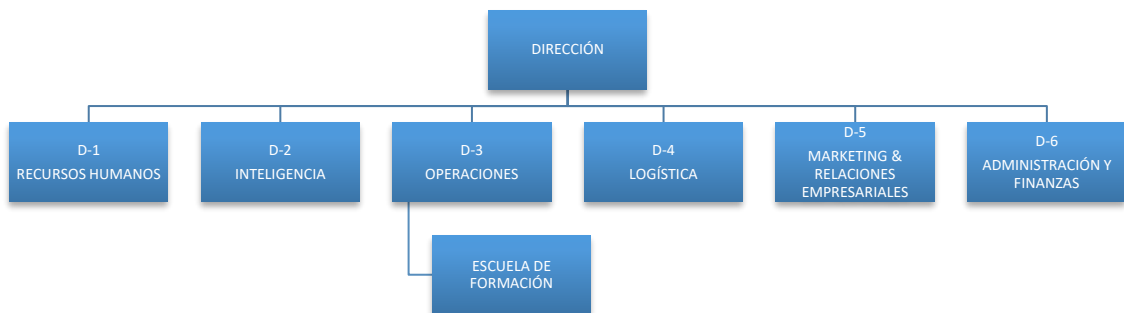 DIRECCIÓN
D-1
RECURSOS HUMANOS
D-2
INTELIGENCIA
D-3
OPERACIONES
D-4
LOGÍSTICA
D-5
MARKETING &
RELACIONES
EMPRESARIALES
D-6
ADMINISTRACIÓN Y
FINANZAS
ESCUELA DE
FORMACIÓN